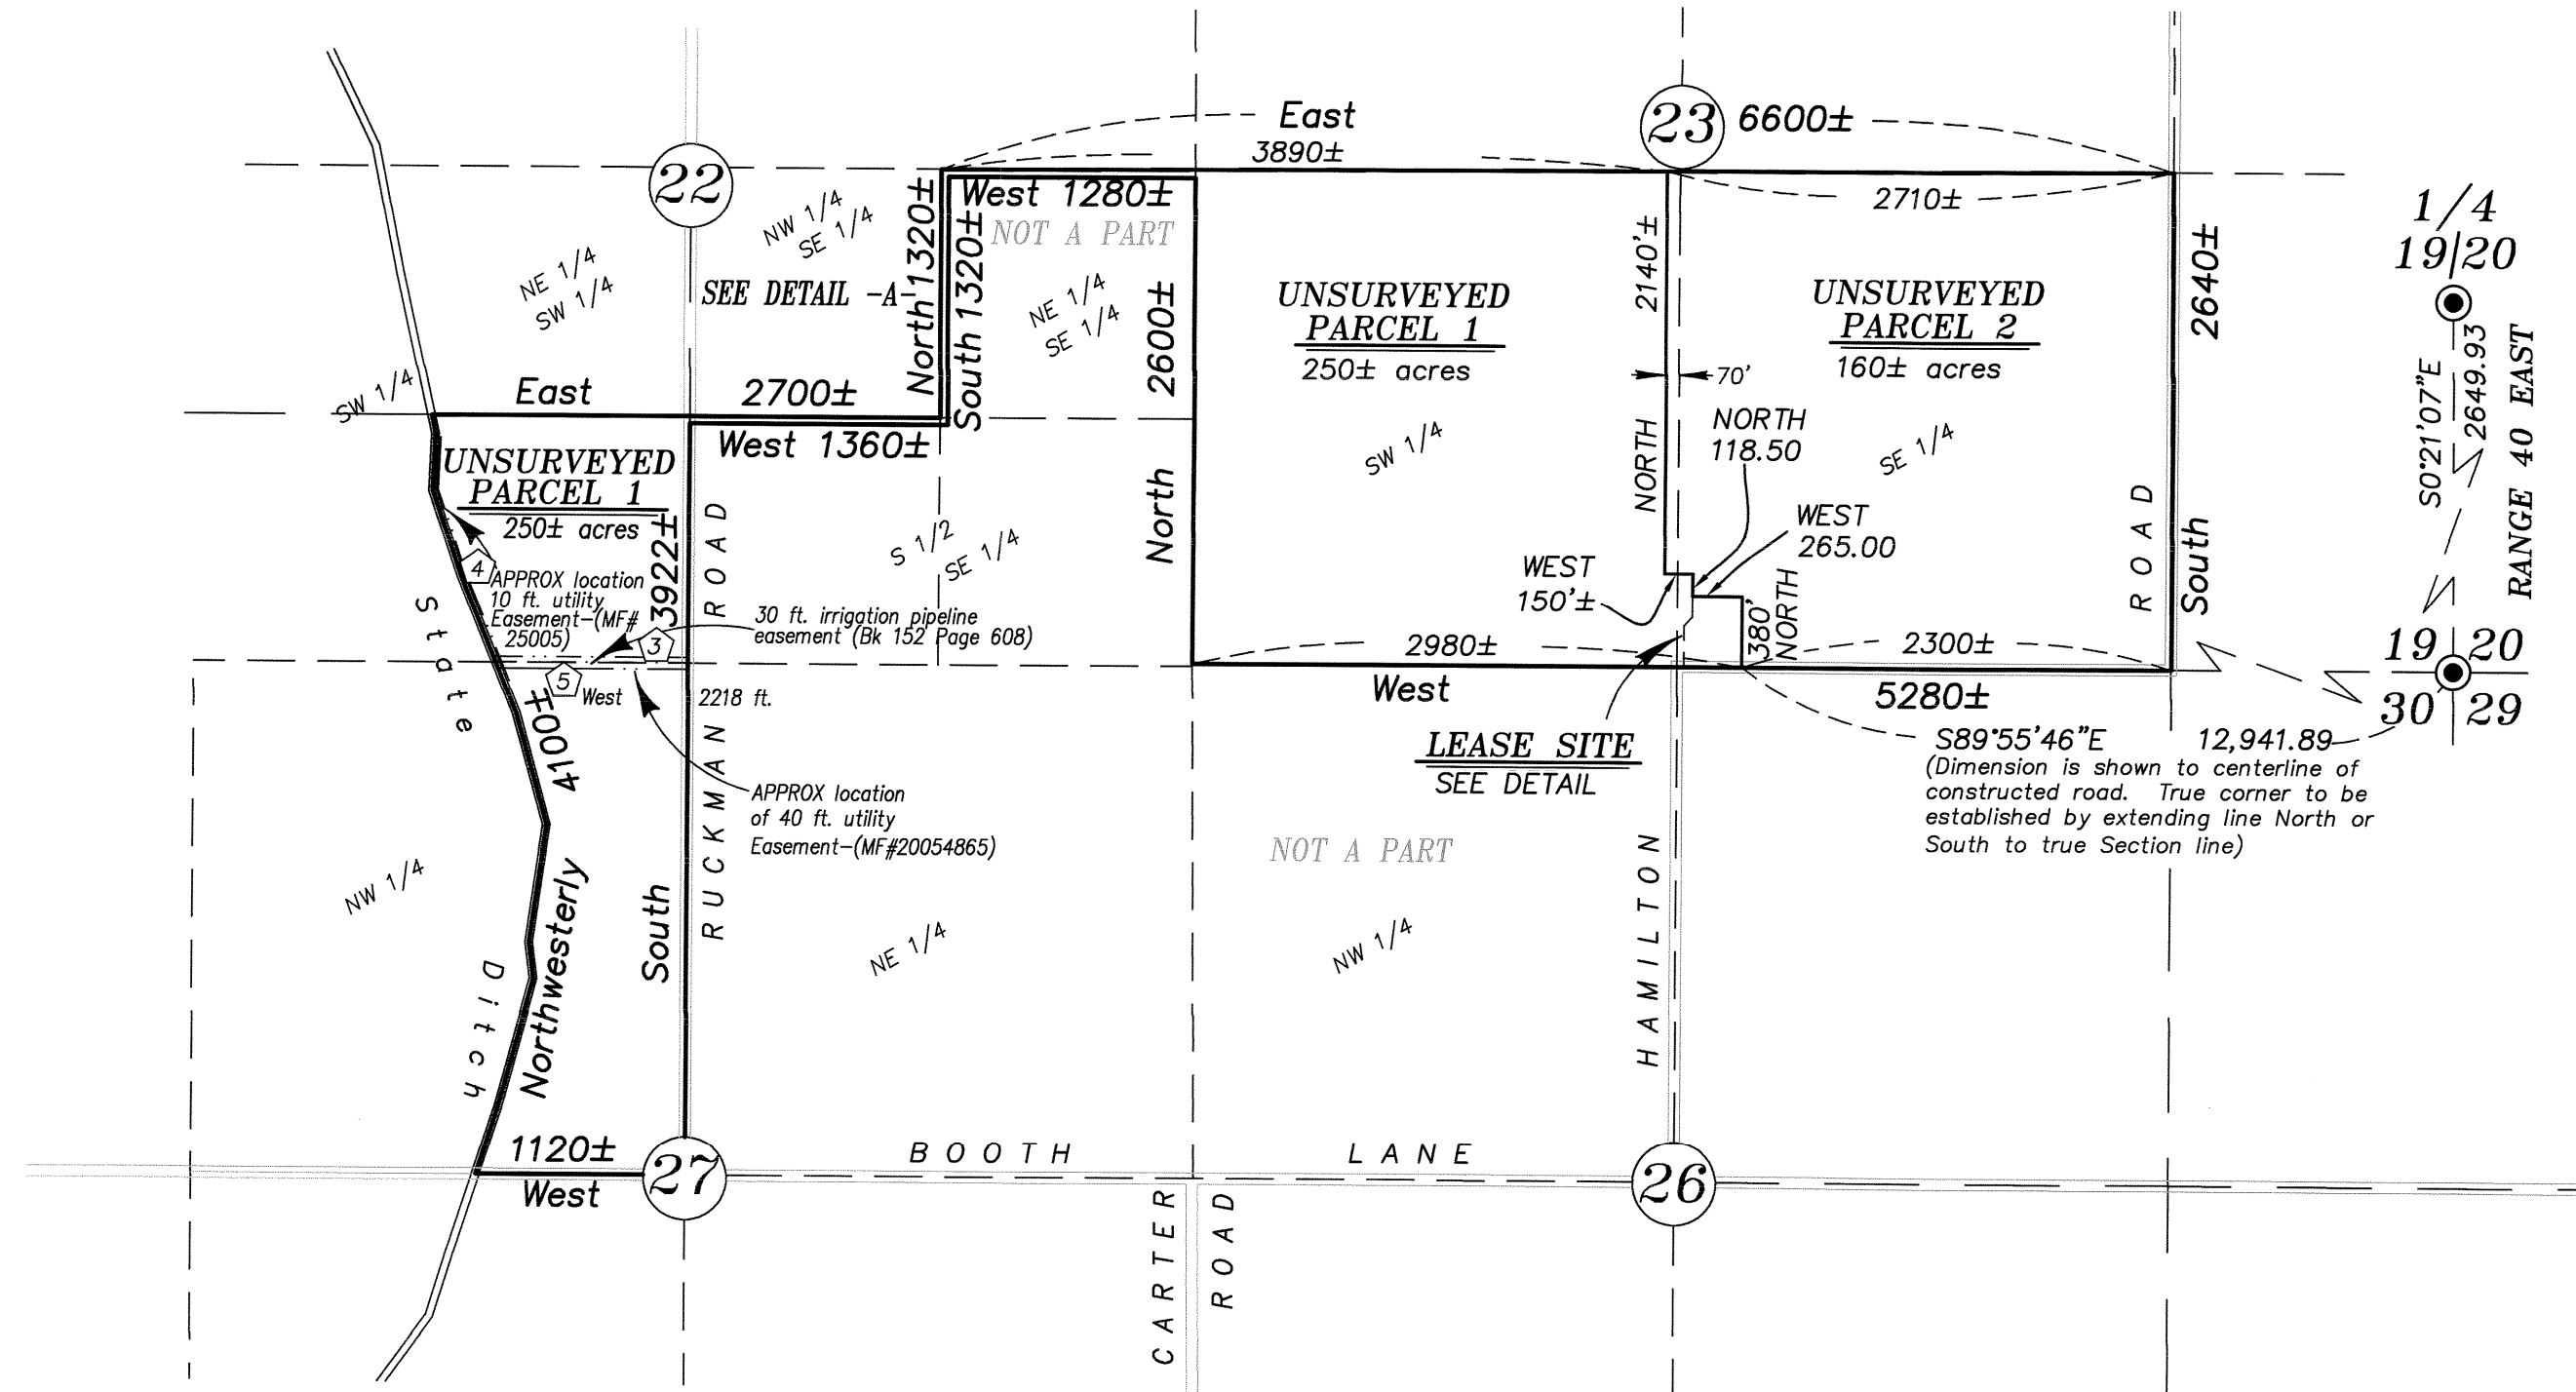 East
3890±
23
6600±
22
NW 1/4
SE 1/4
North 1320±
South 1320±
West 1280±
NOT A PART
2710±
1/4
19|20
NE 1/4
SW 1/4
SEE DETAIL -A-
NE 1/4
SE 1/4
2600±
North
UNSURVEYED
PARCEL 1
250± acres
2140'±
NORTH
UNSURVEYED
PARCEL 2
160± acres
2640±
South
S0°21'07"E
2649.93
RANGE 40 EAST
70'
NORTH
118.50
SW 1/4
East
2700±
West 1360±
SW 1/4
SE 1/4
UNSURVEYED
PARCEL 1
250± acres
3922±
ROAD
S 1/2
SE 1/4
WEST
265.00
WEST
150'±
380'
NORTH
ROAD
4
APPROX location
10 ft. utility
Easement-(MF#
25005)
3
30 ft. irrigation pipeline
easement (Bk 152 Page 608)
2980±
2300±
19|20
30|29
State
5
West
2218 ft.
West
5280±
4100±
Northwesterly
South
RUCKMAN
APPROX location
of 40 ft. utility
Easement-(MF#20054865)
LEASE SITE
SEE DETAIL
S89°55'46"E 12,941.89
(Dimension is shown to centerline of
constructed road. True corner to be
established by extending line North or
South to true Section line)
NOT A PART
NW 1/4
NE 1/4
NW 1/4
HAMILTON
Ditch
1120±
West
27
BOOTH LANE
26
CARTER
ROAD